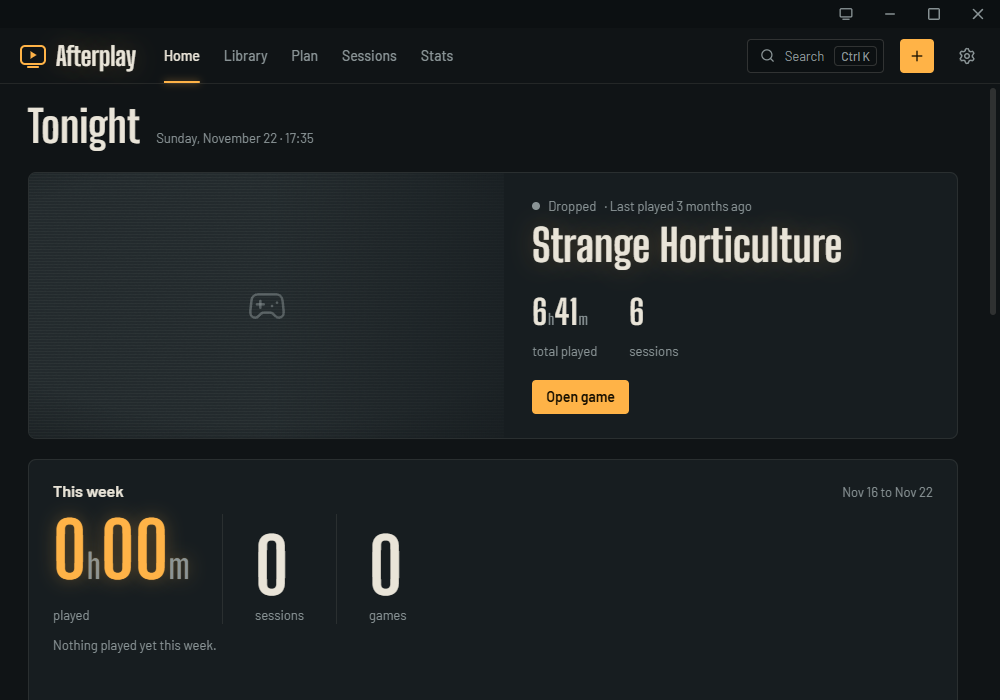 Afterplay
Home
Library
Plan
Sessions
Stats
Search
Ctrl K
Tonight
Sunday, November 22 · 17:35
Dropped · Last played 3 months ago
Strange Horticulture
6h41m
6
total played
sessions
Open game
This week
Nov 16 to Nov 22
0h00m
0
0
played
sessions
games
Nothing played yet this week.